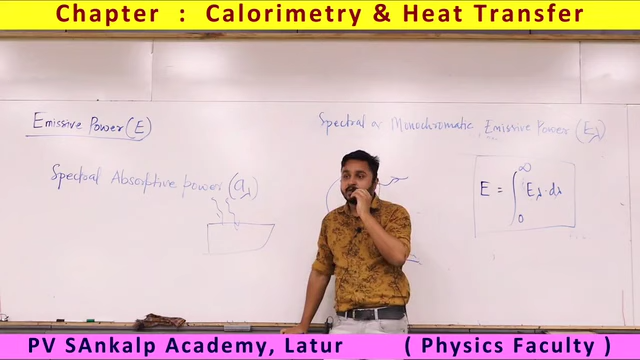 Chapter : Calorimetry & Heat Transfer
Emissive Power (E)
Spectral or Monochromatic Emissive Power (Eλ)
Spectral Absorptive power (aλ)
E = ∫₀^∞ Eλ·dλ
PV SAnkalp Academy, Latur ( Physics Faculty )